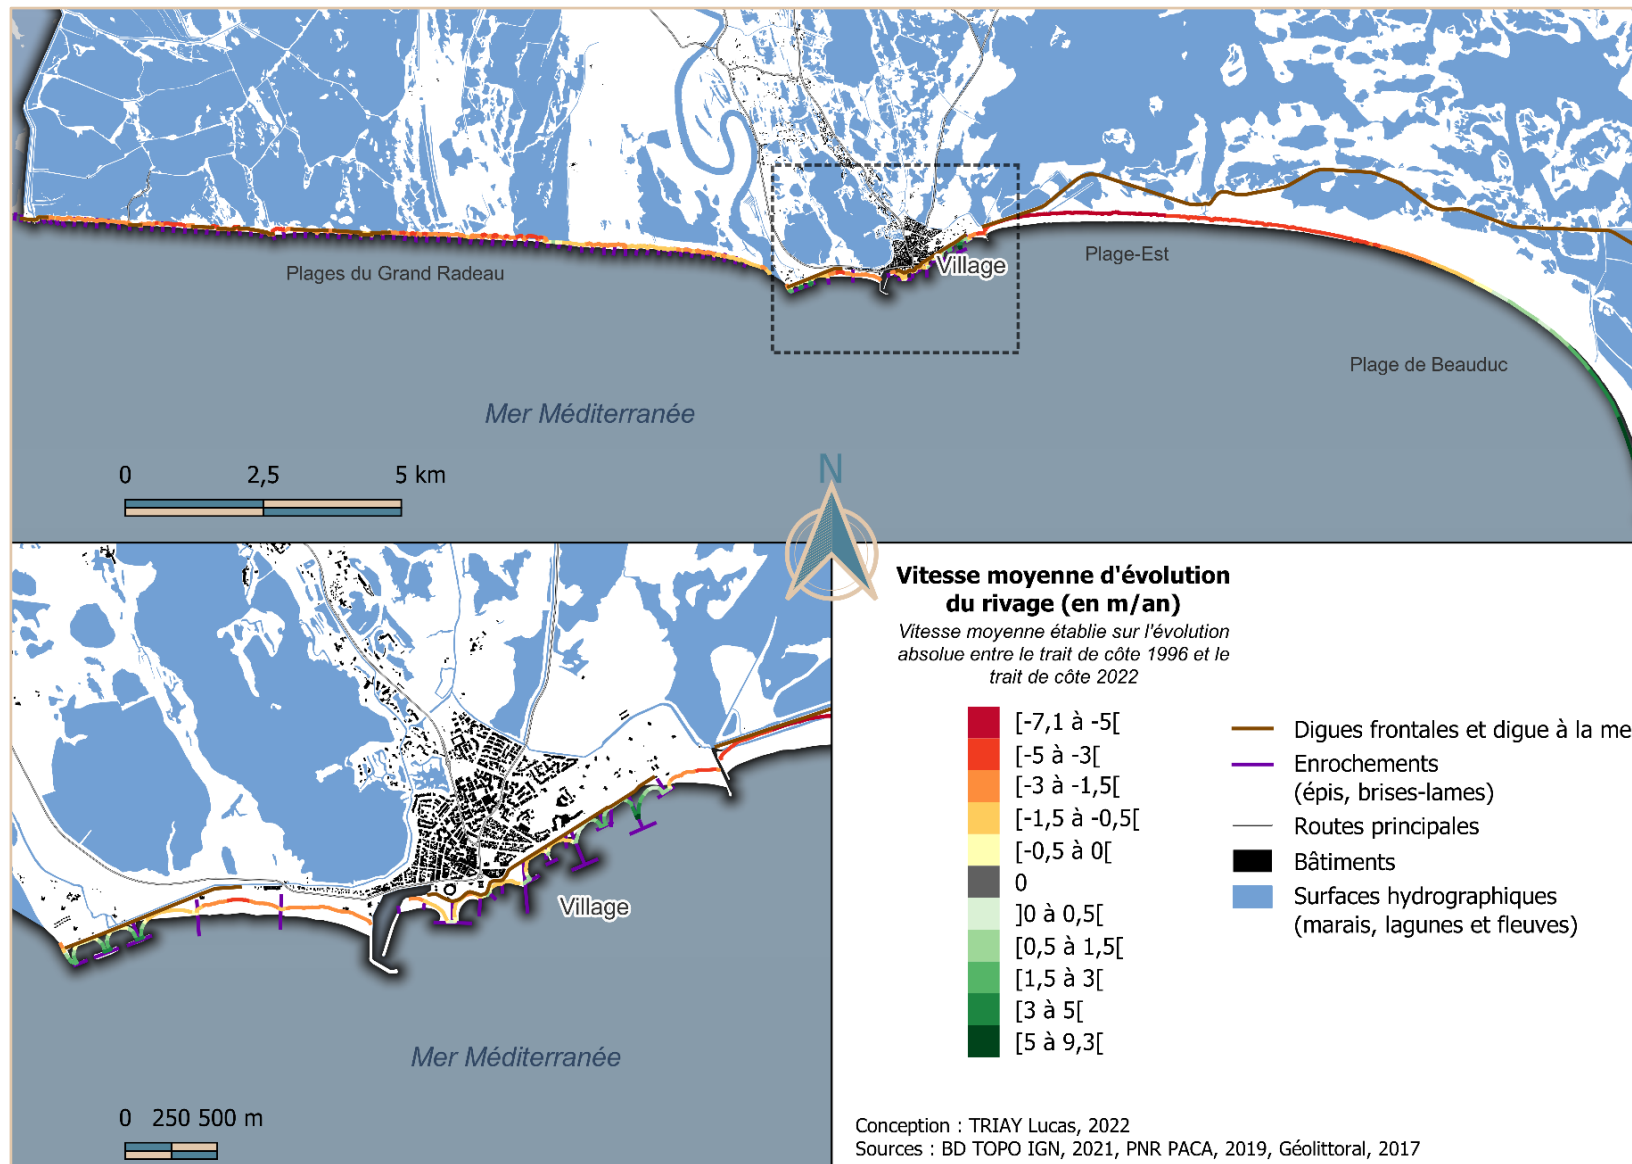 Village
Plages du Grand Radeau
Plage-Est
Plage de Beauduc
Mer Méditerranée
0 2,5 5 km
N
Village
Mer Méditerranée
0 250 500 m
Vitesse moyenne d'évolution
du rivage (en m/an)
Vitesse moyenne établie sur l'évolution
absolue entre le trait de côte 1996 et le
trait de côte 2022
[-7,1 à -5[
[-5 à -3[
[-3 à -1,5[
[-1,5 à -0,5[
[-0,5 à 0[
0
]0 à 0,5[
[0,5 à 1,5[
[1,5 à 3[
[3 à 5[
[5 à 9,3[
Digues frontales et digue à la me
Enrochements
(épis, brises-lames)
Routes principales
Bâtiments
Surfaces hydrographiques
(marais, lagunes et fleuves)
Conception : TRIAY Lucas, 2022
Sources : BD TOPO IGN, 2021, PNR PACA, 2019, Géolittoral, 2017